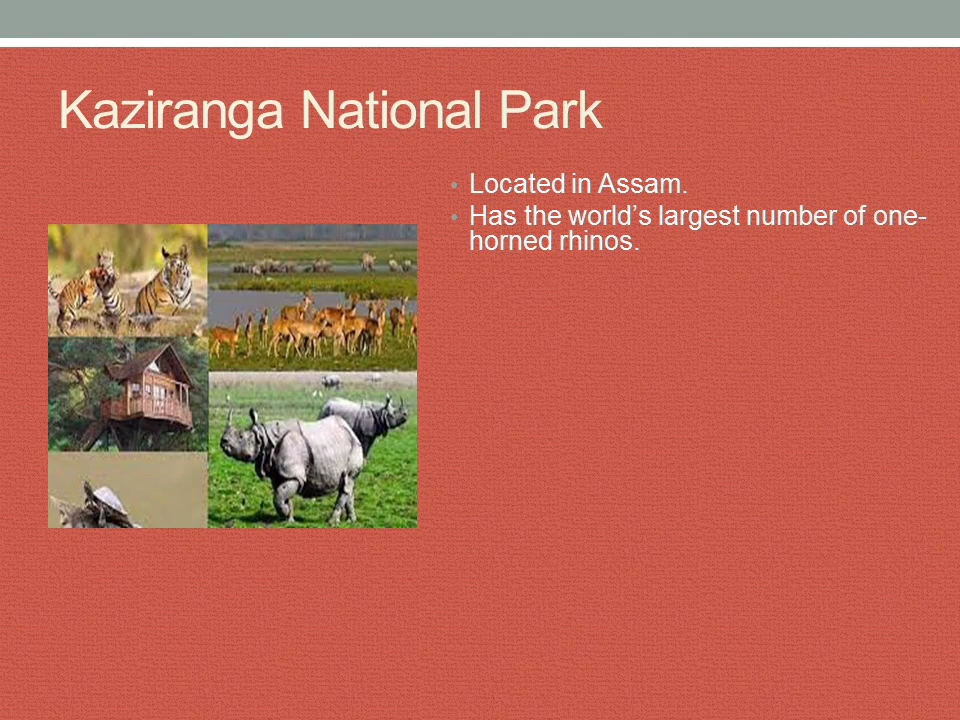 Kaziranga National Park
• Located in Assam.
• Has the world’s largest number of one-
horned rhinos.